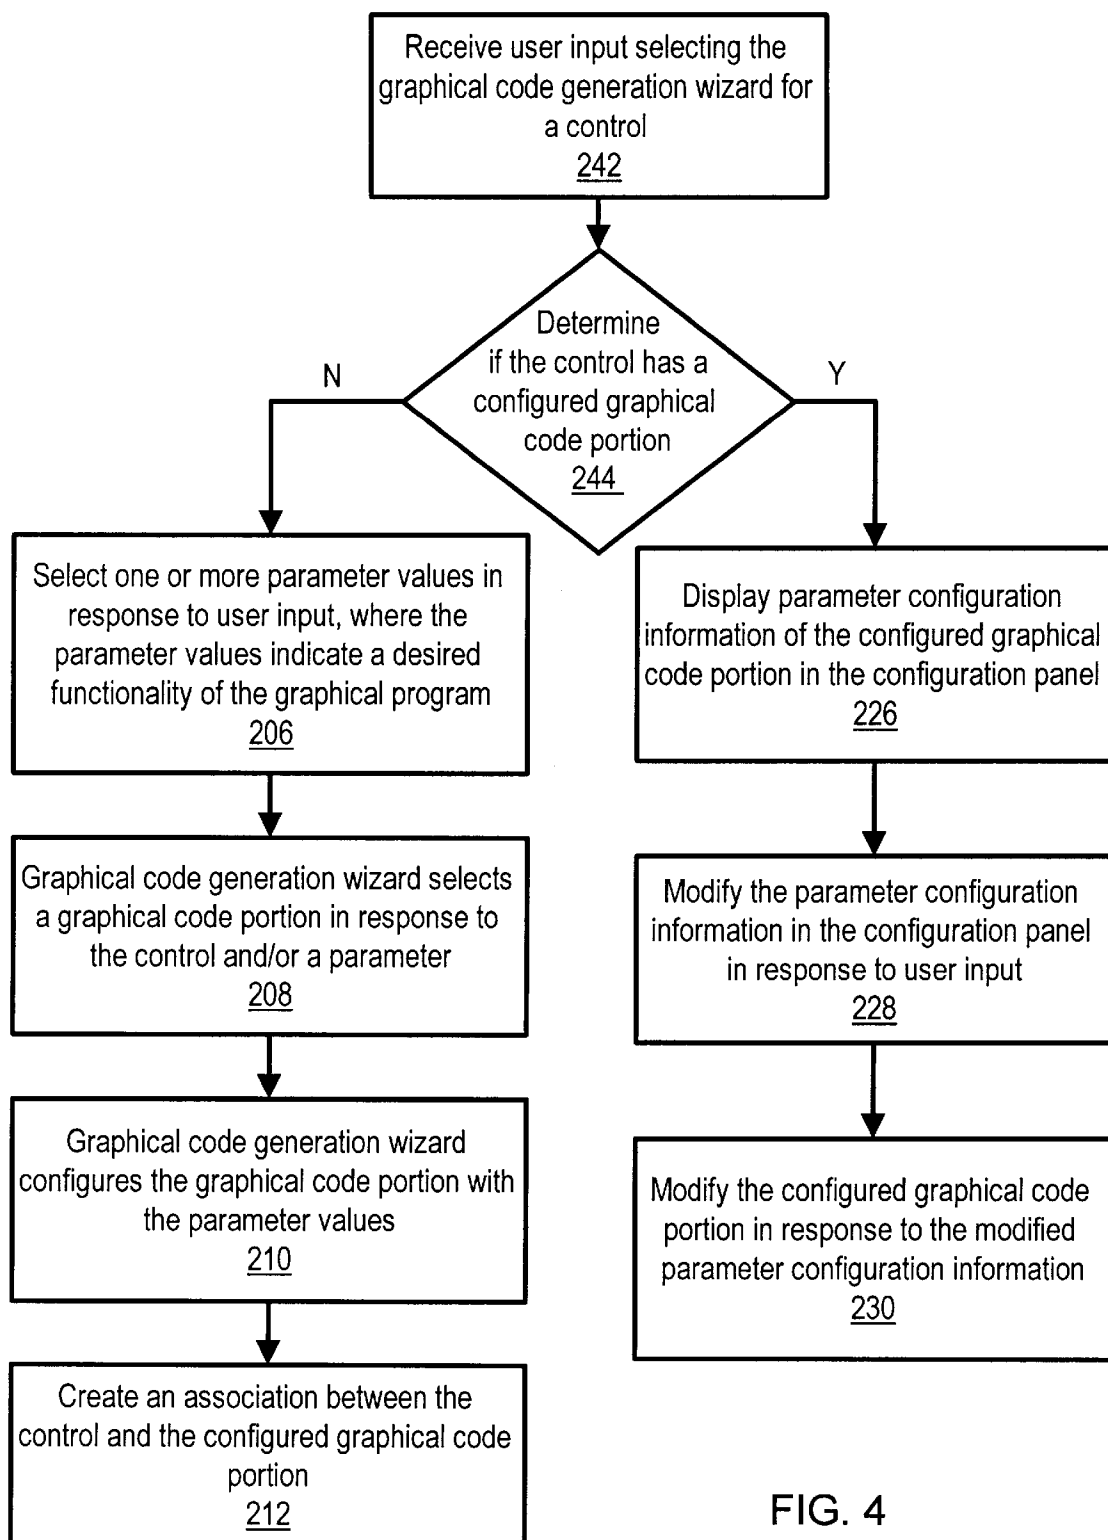 Receive user input selecting the
graphical code generation wizard for
a control
242
Determine
if the control has a
configured graphical
code portion
244
N
Y
Select one or more parameter values in
response to user input, where the
parameter values indicate a desired
functionality of the graphical program
206
Graphical code generation wizard selects
a graphical code portion in response to
the control and/or a parameter
208
Graphical code generation wizard
configures the graphical code portion with
the parameter values
210
Create an association between the
control and the configured graphical code
portion
212
Display parameter configuration
information of the configured graphical
code portion in the configuration panel
226
Modify the parameter configuration
information in the configuration panel
in response to user input
228
Modify the configured graphical code
portion in response to the modified
parameter configuration information
230
FIG. 4